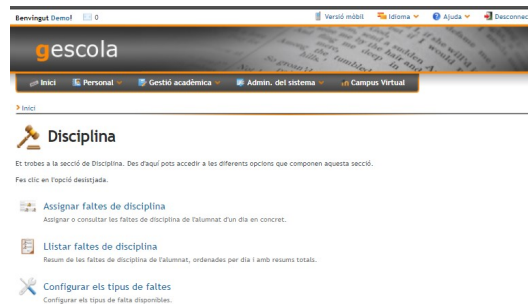 Benvingut Demo! 0 Versió mòbil Idioma Ajuda Desconnec
gescola
Inici Personal Gestió acadèmica Admin. del sistema Campus Virtual
Inici
Disciplina
Et trobes a la secció de Disciplina. Des d'aquí pots accedir a les diferents opcions que componen aquesta secció.
Fes clic en l'opció desistjada.
Assignar faltes de disciplina
Assignar o consultar les faltes de disciplina de l'alumnat d'un dia en concret.
Llistar faltes de disciplina
Resum de les faltes de disciplina de l'alumnat, ordenades per dia i amb resums totals.
Configurar els tipus de faltes
Configurar els tipus de falta disponibles.